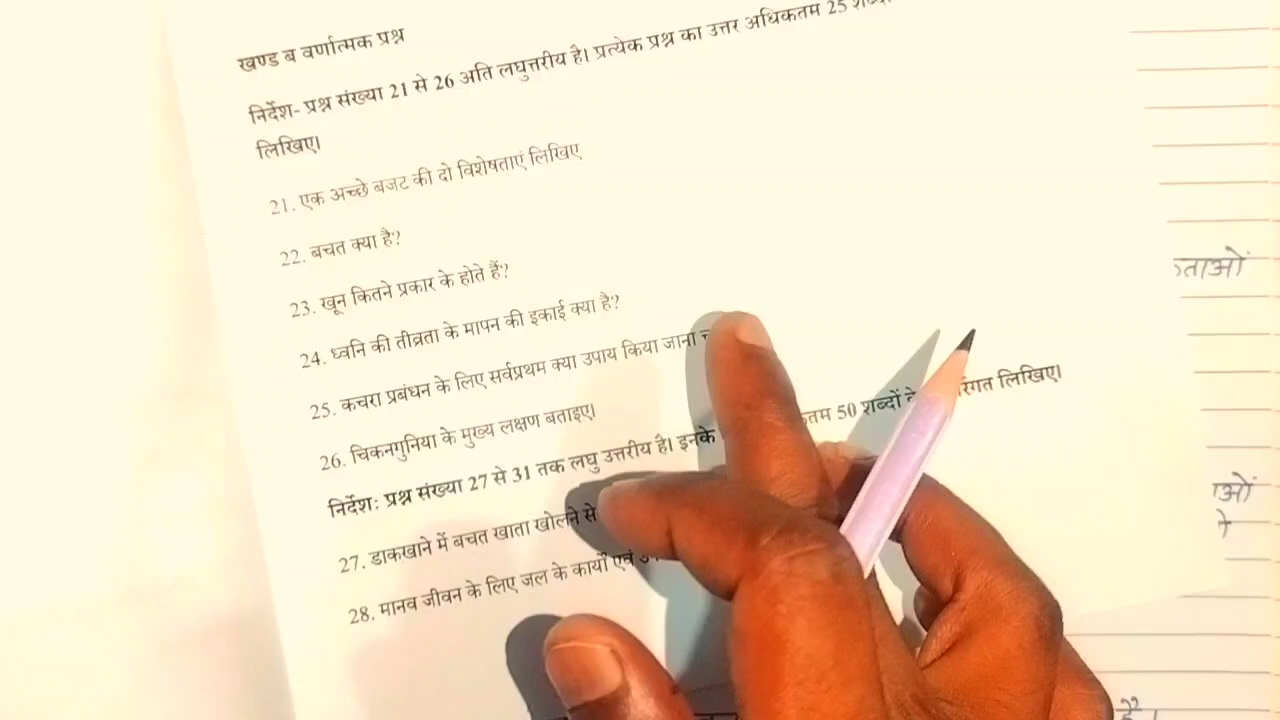 खण्ड ब वर्णात्मक प्रश्न
निर्देश- प्रश्न संख्या 21 से 26 अति लघुत्तरीय है। प्रत्येक प्रश्न का उत्तर अधिकतम 25
लिखिए।
21. एक अच्छे बजट की दो विशेषताएं लिखिए
22. बचत क्या है?
23. खून कितने प्रकार के होते हैं?
24. ध्वनि की तीव्रता के मापन की इकाई क्या है?
25. कचरा प्रबंधन के लिए सर्वप्रथम क्या उपाय किया जाना
26. चिकनगुनिया के मुख्य लक्षण बताइए।
निर्देश: प्रश्न संख्या 27 से 31 तक लघु उत्तरीय है। इनके 50 शब्दों लिखिए।
27. डाकखाने में बचत खाता खोलने से
28. मानव जीवन के लिए जल के कार्यों एवं